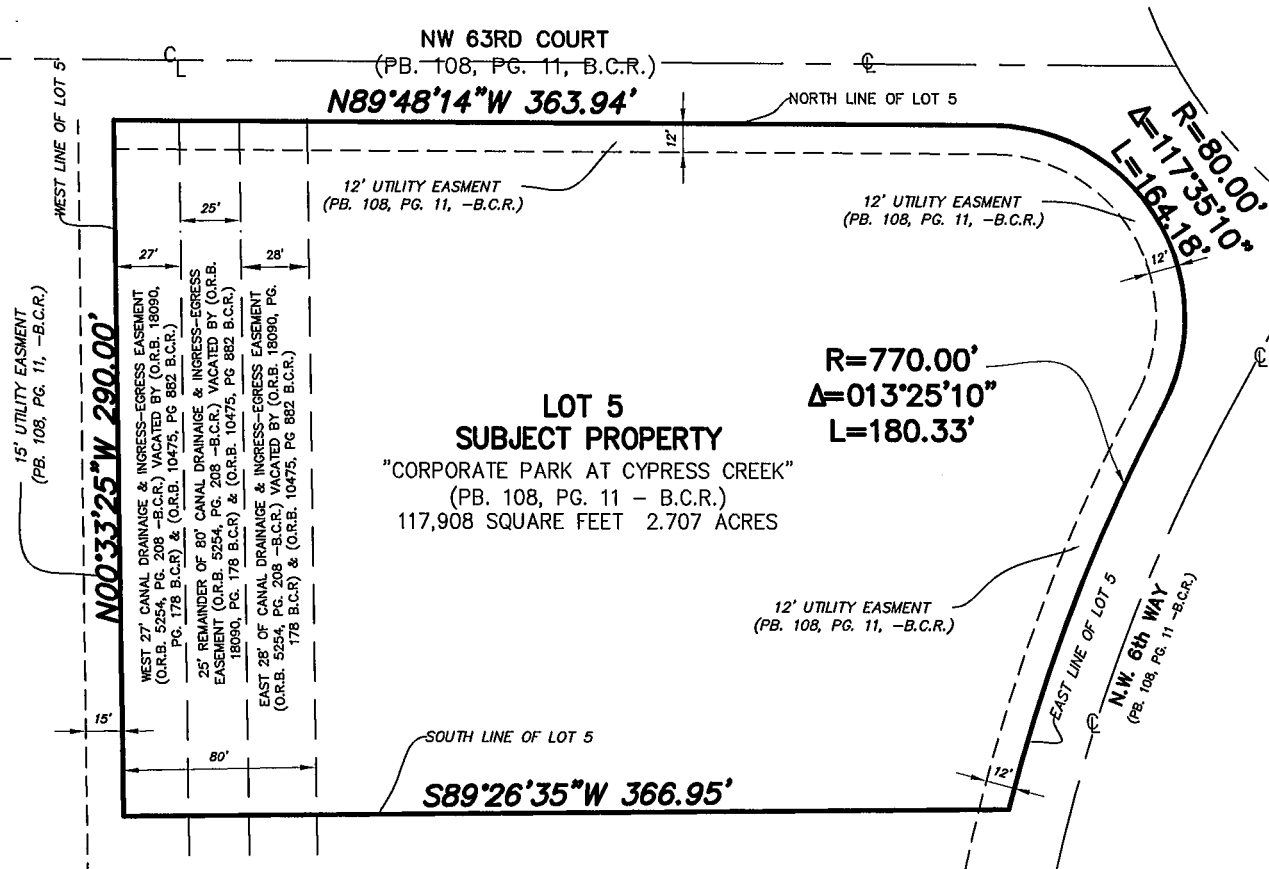 NW 63RD COURT
(PB. 108, PG. 11, B.C.R.)
N89°48'14"W 363.94'
NORTH LINE OF LOT 5
WEST LINE OF LOT 5
12'
12' UTILITY EASMENT
(PB. 108, PG. 11, –B.C.R.)
12' UTILITY EASMENT
(PB. 108, PG. 11, –B.C.R.)
R=80.00'
Δ=117°35'10"
L=164.18'
12'
25'
27'
28'
15' UTILITY EASMENT
(PB. 108, PG. 11, –B.C.R.)
N00°33'25"W 290.00'
WEST 27' CANAL DRAINAIGE & INGRESS–EGRESS EASEMENT
(O.R.B. 5254, PG. 208 –B.C.R.) VACATED BY (O.R.B. 18090,
PG. 178 B.C.R) & (O.R.B. 10475, PG 882 B.C.R.)
25' REMAINDER OF 80' CANAL DRAINAIGE & INGRESS–EGRESS
EASEMENT (O.R.B. 5254, PG. 208 –B.C.R.) VACATED BY (O.R.B.
18090, PG. 178 B.C.R) & (O.R.B. 10475, PG 882 B.C.R.)
EAST 28' OF CANAL DRAINAIGE & INGRESS–EGRESS EASEMENT
(O.R.B. 5254, PG. 208 –B.C.R.) VACATED BY (O.R.B. 18090, PG.
178 B.C.R) & (O.R.B. 10475, PG 882 B.C.R.)
R=770.00'
Δ=013°25'10"
L=180.33'
LOT 5
SUBJECT PROPERTY
"CORPORATE PARK AT CYPRESS CREEK"
(PB. 108, PG. 11 – B.C.R.)
117,908 SQUARE FEET 2.707 ACRES
12' UTILITY EASMENT
(PB. 108, PG. 11, –B.C.R.)
EAST LINE OF LOT 5
N.W. 6th WAY
(PB. 108, PG. 11 –B.C.R.)
15'
80'
SOUTH LINE OF LOT 5
S89°26'35"W 366.95'
12'